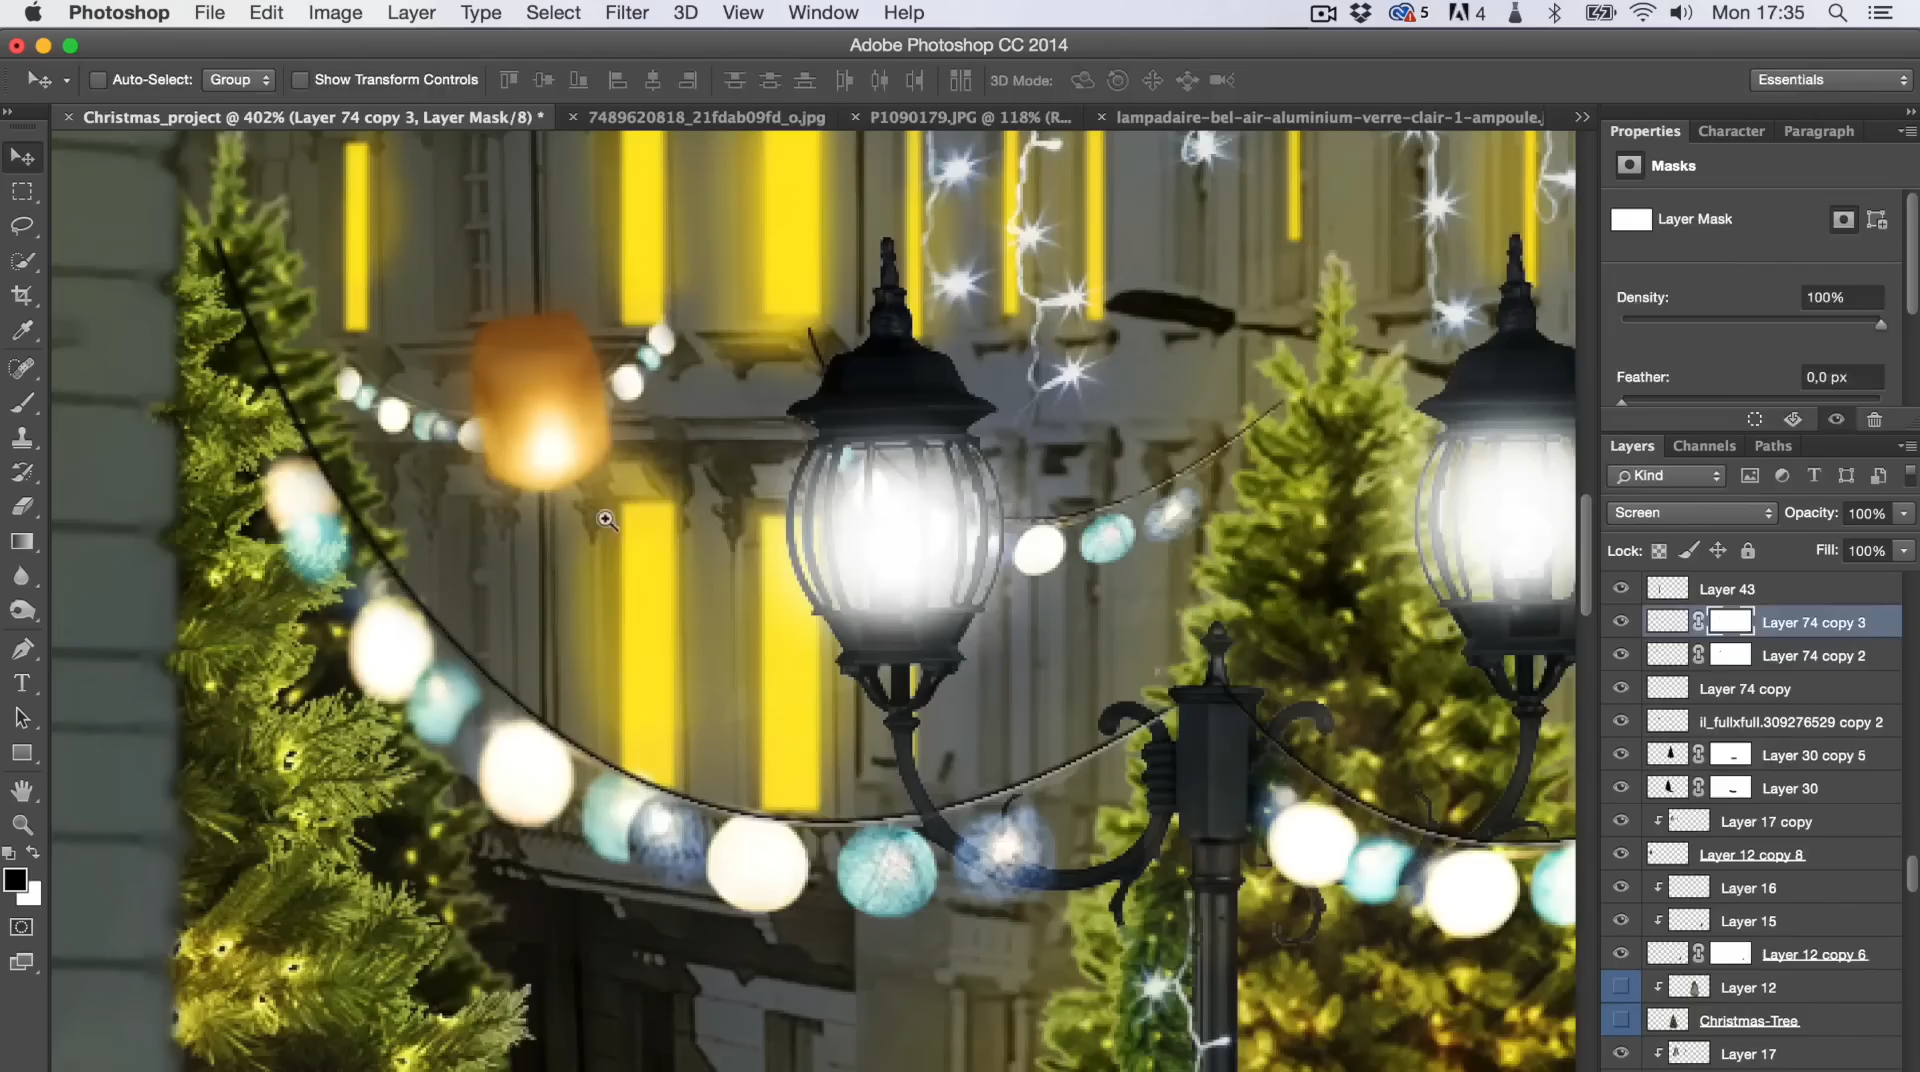 Photoshop File Edit Image Layer Type Select Filter 3D View Window Help 5 4 Mon 17:35
Adobe Photoshop CC 2014
Auto-Select: Group Show Transform Controls 3D Mode: Essentials
Christmas_project @ 402% (Layer 74 copy 3, Layer Mask/8) * 7489620818_21fdab09fd_o.jpg P1090179.JPG @ 118% (R... lampadaire-bel-air-aluminium-verre-clair-1-ampoule.j
Properties Character Paragraph
Masks
Layer Mask
Density: 100%
Feather: 0,0 px
Layers Channels Paths
Kind
Screen Opacity: 100%
Lock: Fill: 100%
Layer 43
Layer 74 copy 3
Layer 74 copy 2
Layer 74 copy
il_fullxfull.309276529 copy 2
Layer 30 copy 5
Layer 30
Layer 17 copy
Layer 12 copy 8
Layer 16
Layer 15
Layer 12 copy 6
Layer 12
Christmas-Tree
Layer 17